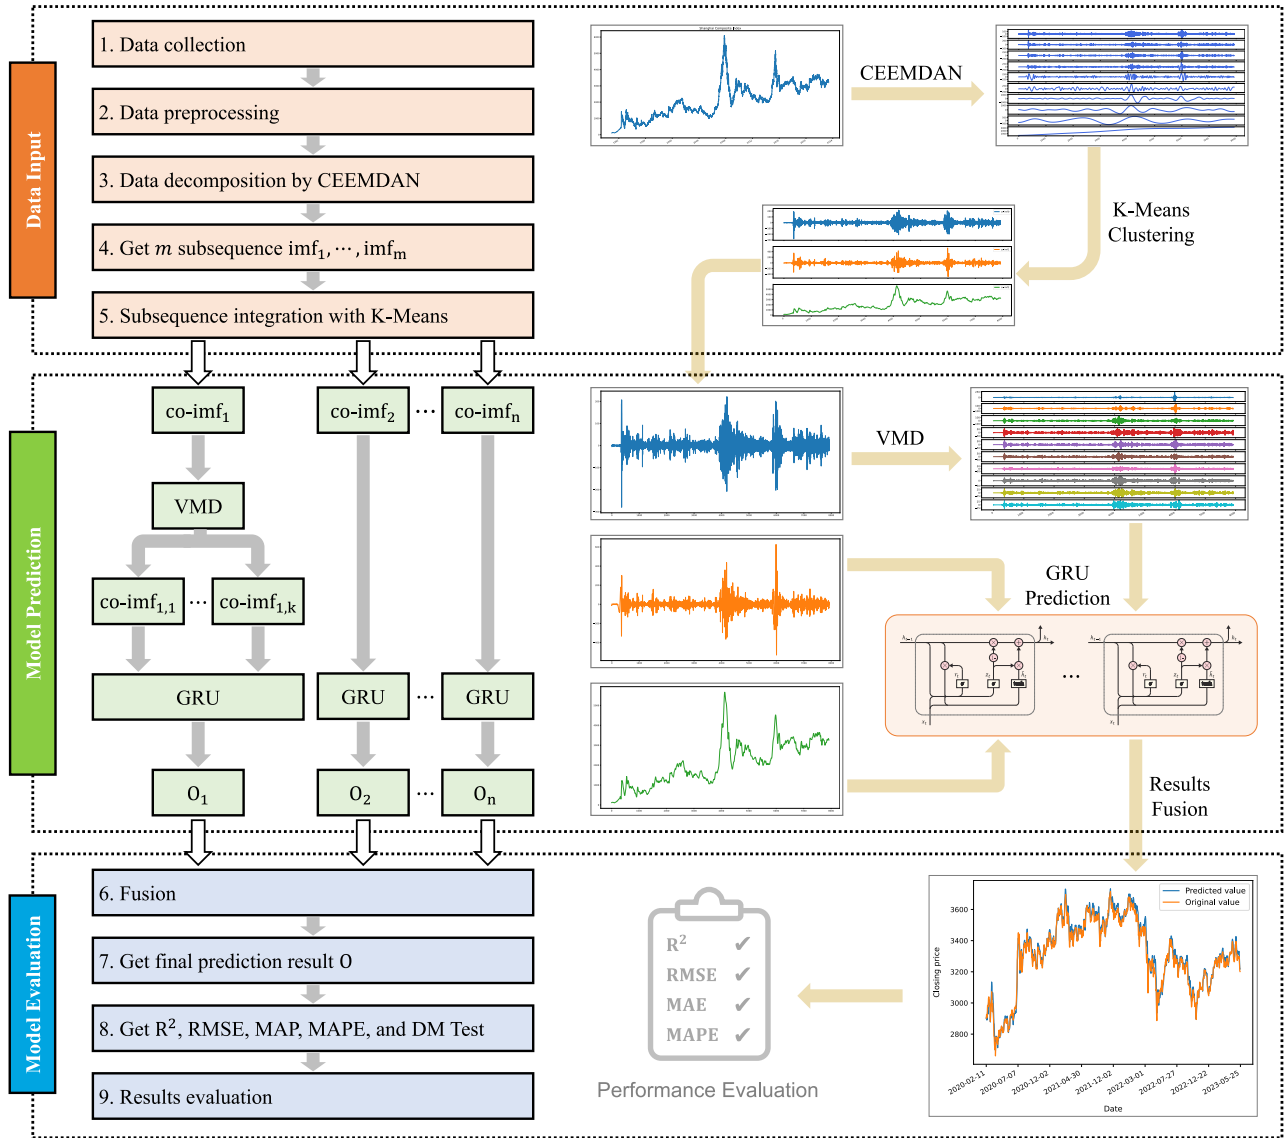 Data Input
1. Data collection
2. Data preprocessing
3. Data decomposition by CEEMDAN
4. Get m subsequence imf₁, ⋯, imfₘ
5. Subsequence integration with K-Means
Shanghai Composite Index
CEEMDAN
K-Means
Clustering
Model Prediction
co-imf₁
co-imf₂
⋯
co-imfₙ
VMD
co-imf₁,₁
⋯
co-imf₁,ₖ
GRU
GRU
⋯
GRU
O₁
O₂
⋯
Oₙ
VMD
GRU
Prediction
⋯
Results
Fusion
Model Evaluation
6. Fusion
7. Get final prediction result O
8. Get R², RMSE, MAP, MAPE, and DM Test
9. Results evaluation
R² ✔
RMSE ✔
MAE ✔
MAPE ✔
Performance Evaluation
Predicted value
Original value
Closing price
3600
3400
3200
3000
2800
2020-02-11
2020-07-07
2020-12-02
2021-04-30
2021-12-02
2022-03-01
2022-07-27
2022-12-22
2023-05-25
Date